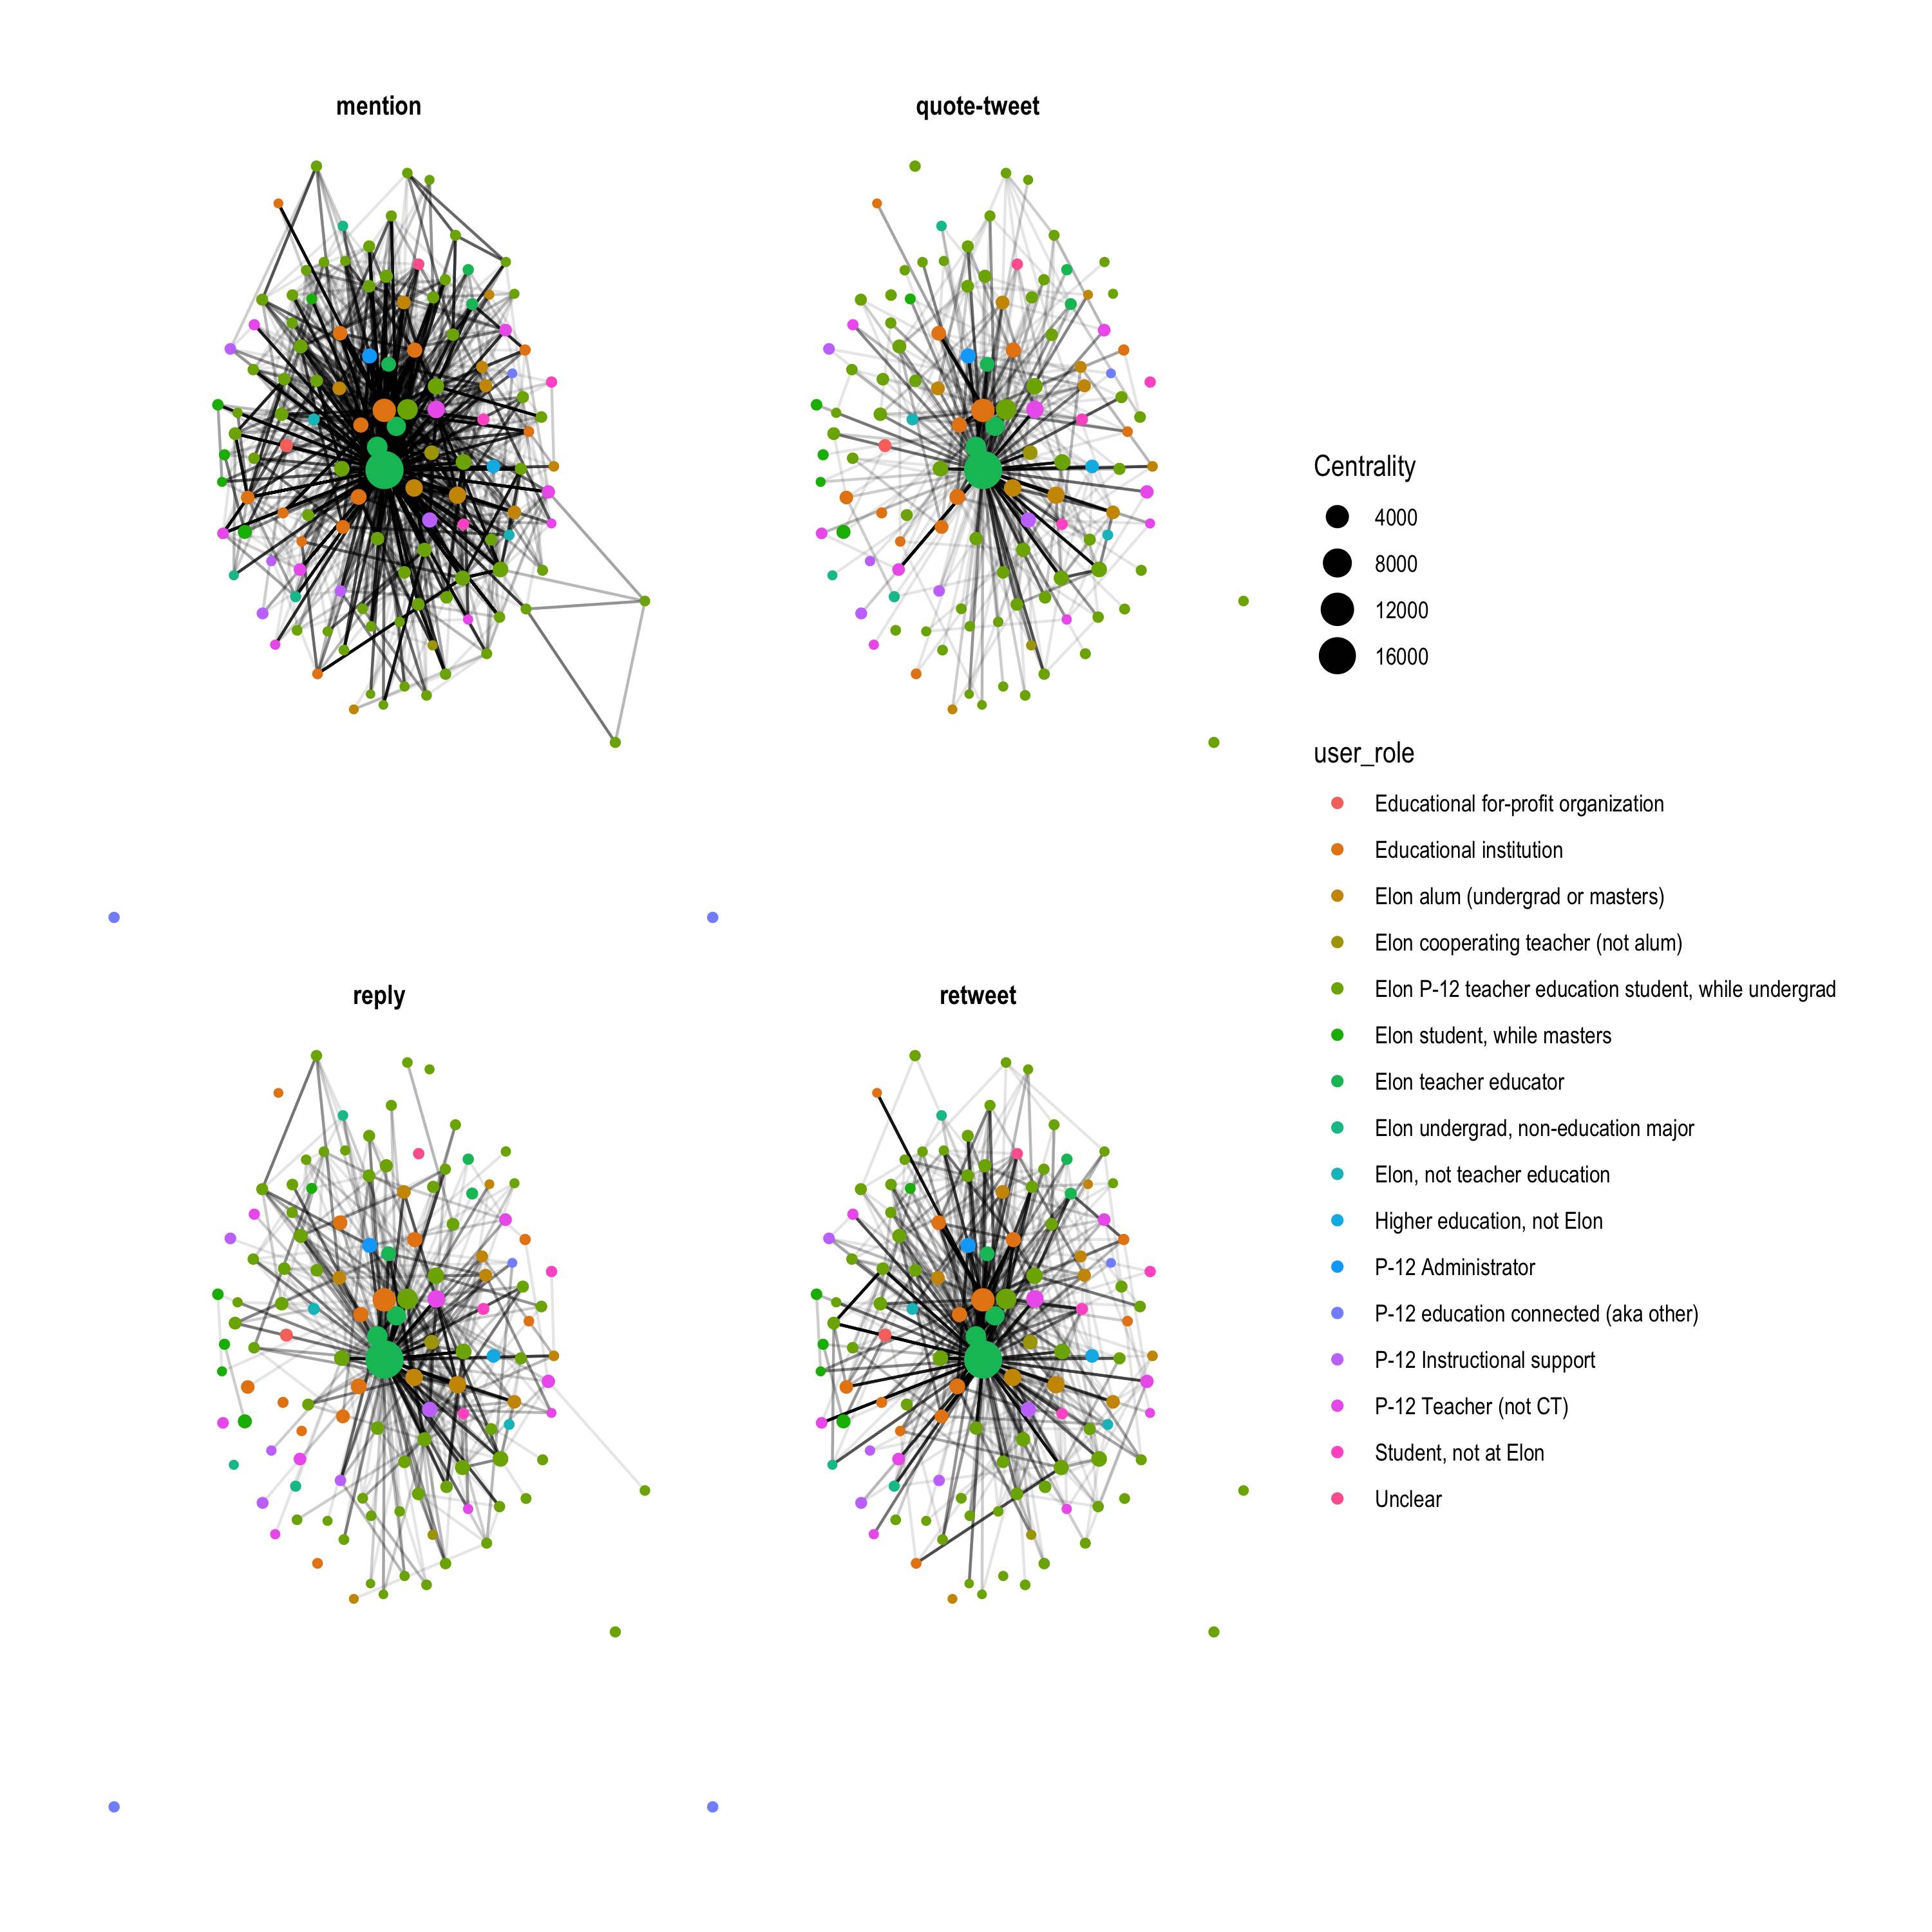 mention
quote-tweet
reply
retweet
Centrality
4000
8000
12000
16000
user_role
Educational for-profit organization
Educational institution
Elon alum (undergrad or masters)
Elon cooperating teacher (not alum)
Elon P-12 teacher education student, while undergrad
Elon student, while masters
Elon teacher educator
Elon undergrad, non-education major
Elon, not teacher education
Higher education, not Elon
P-12 Administrator
P-12 education connected (aka other)
P-12 Instructional support
P-12 Teacher (not CT)
Student, not at Elon
Unclear